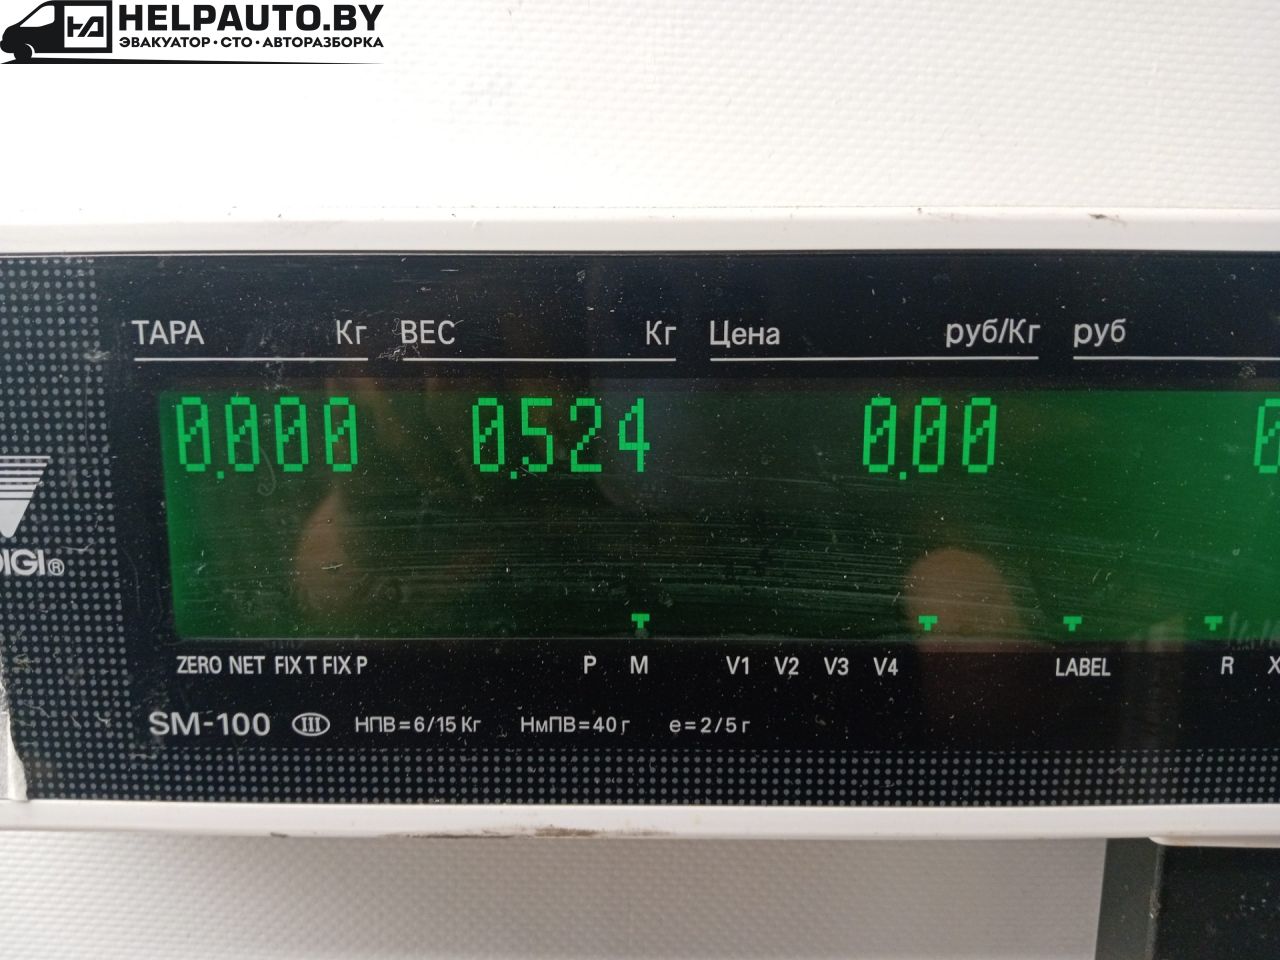 HELPAUTO.BY
ЭВАКУАТОР·СТО·АВТОРАЗБОРКА
ТАРА Кг ВЕС Кг Цена руб/Кг руб
0.000 0.524 0.00
DIGI®
ZERO NET FIX T FIX P P M V1 V2 V3 V4 LABEL R X
SM-100 III НПВ=6/15 Кг НмПВ=40 г e=2/5 г